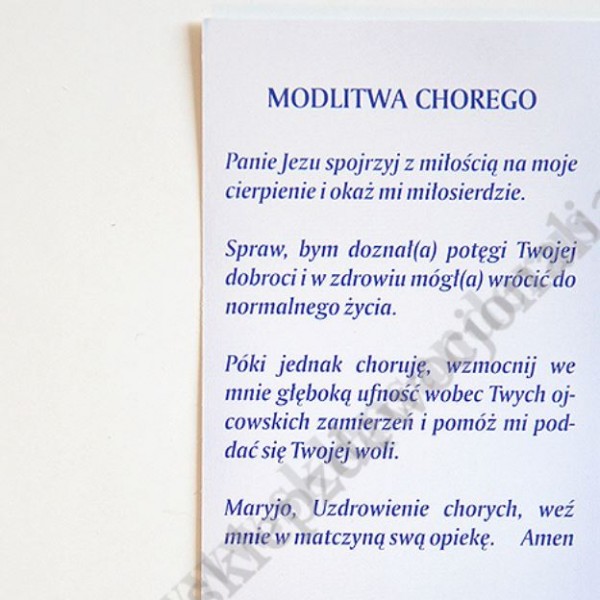 MODLITWA CHOREGO
Panie Jezu spojrzyj z miłością na moje
cierpienie i okaż mi miłosierdzie.
Spraw, bym doznał(a) potęgi Twojej
dobroci i w zdrowiu mógł(a) wrócić do
normalnego życia.
Póki jednak choruję, wzmocnij we
mnie głęboką ufność wobec Twych oj-
cowskich zamierzeń i pomóż mi pod-
dać się Twojej woli.
Maryjo, Uzdrowienie chorych, weź
mnie w matczyną swą opiekę. Amen